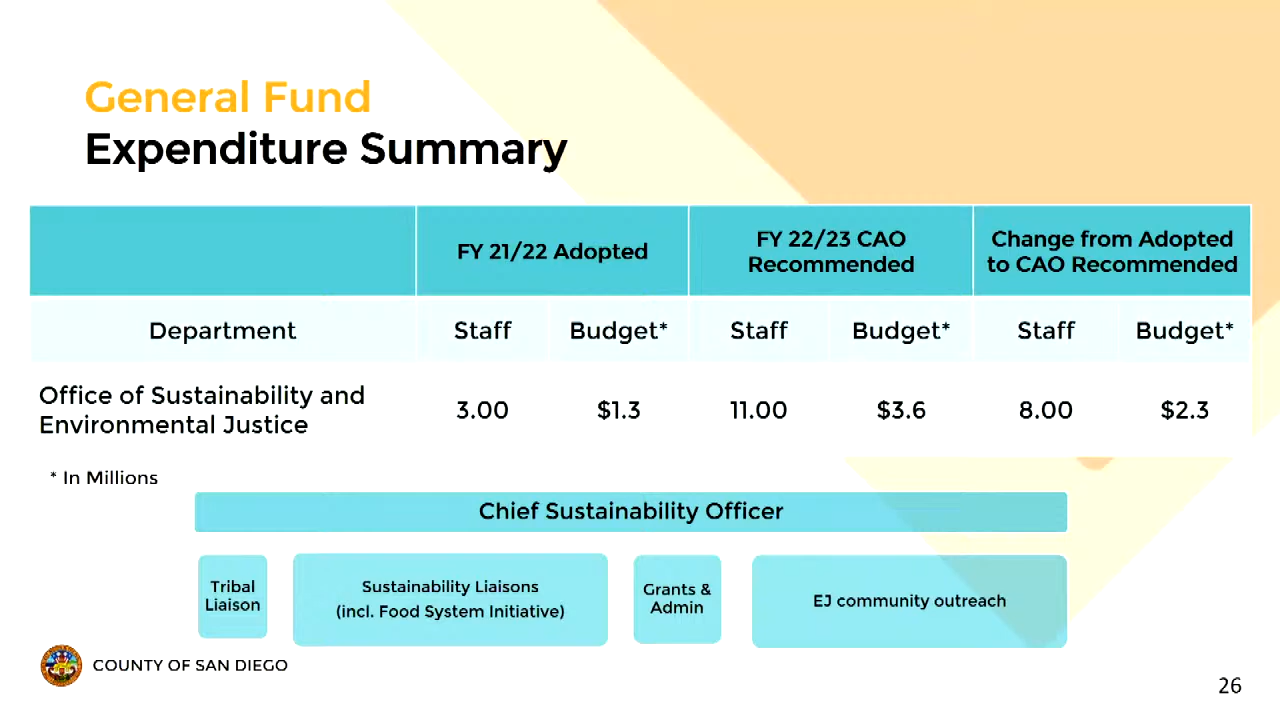 General Fund
Expenditure Summary
FY 21/22 Adopted
FY 22/23 CAO
Recommended
Change from Adopted
to CAO Recommended
Department Staff Budget* Staff Budget* Staff Budget*
Office of Sustainability and
Environmental Justice
3.00 $1.3 11.00 $3.6 8.00 $2.3
* In Millions
Chief Sustainability Officer
Tribal
Liaison
Sustainability Liaisons
(incl. Food System Initiative)
Grants &
Admin
EJ community outreach
COUNTY OF SAN DIEGO
26